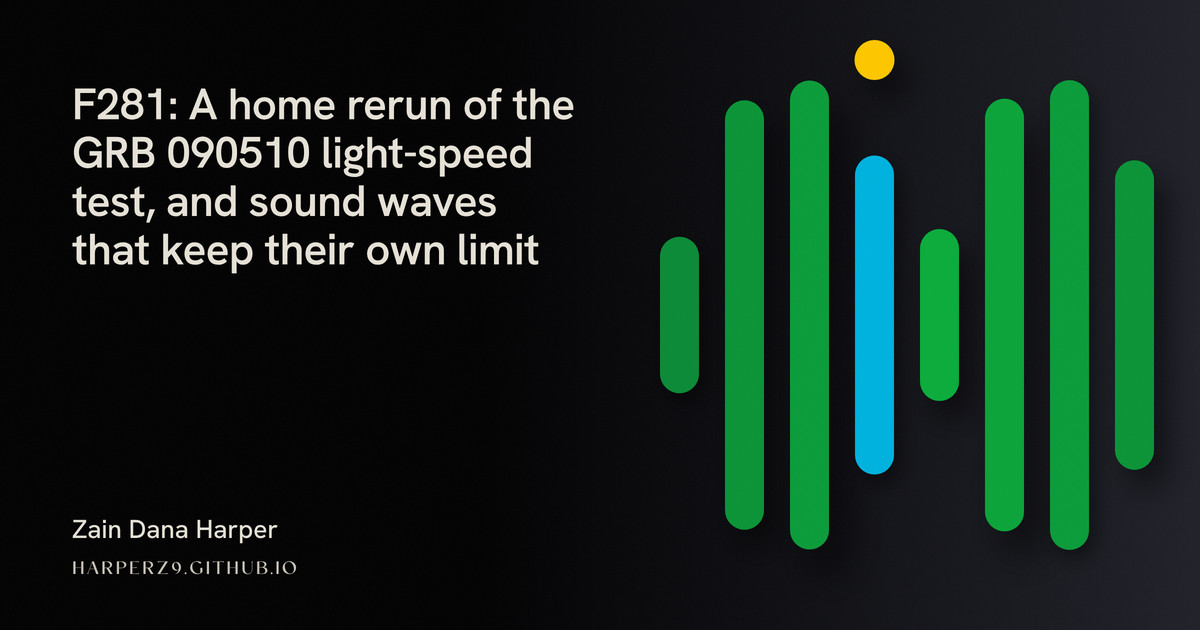 F281: A home rerun of the
GRB 090510 light-speed
test, and sound waves
that keep their own limit
Zain Dana Harper
HARPERZ9.GITHUB.IO